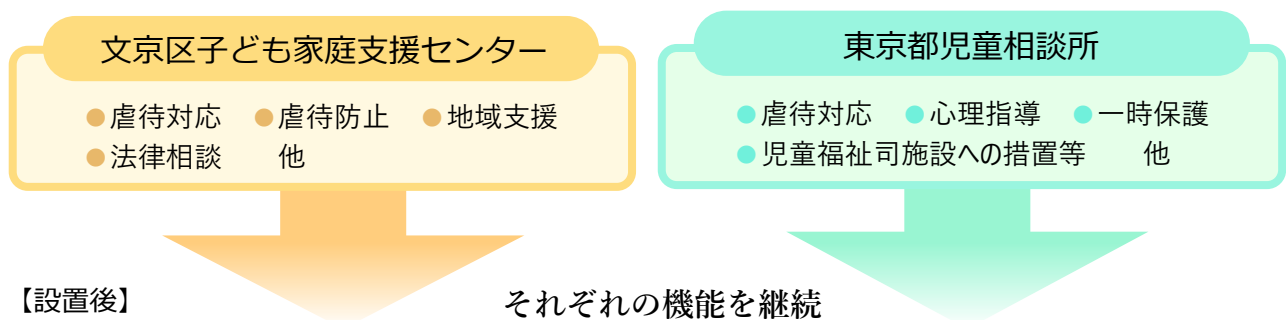 文京区子ども家庭支援センター
●虐待対応 ●虐待防止 ●地域支援
●法律相談 他
東京都児童相談所
●虐待対応 ●心理指導 ●一時保護
●児童福祉司施設への措置等 他
【設置後】
それぞれの機能を継続